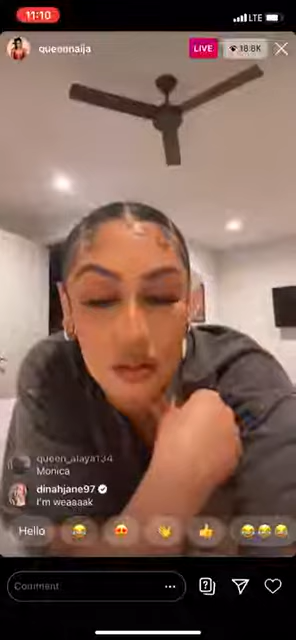 11:10
LTE
queennaija
LIVE
18.8K
queen_alaya134
Monica
dinahjane97
I'm weaaaak
Hello
Comment